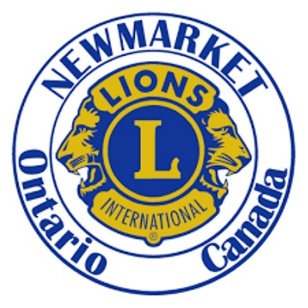 NEWMARKET
LIONS
L
INTERNATIONAL
®
Ontario
Canada